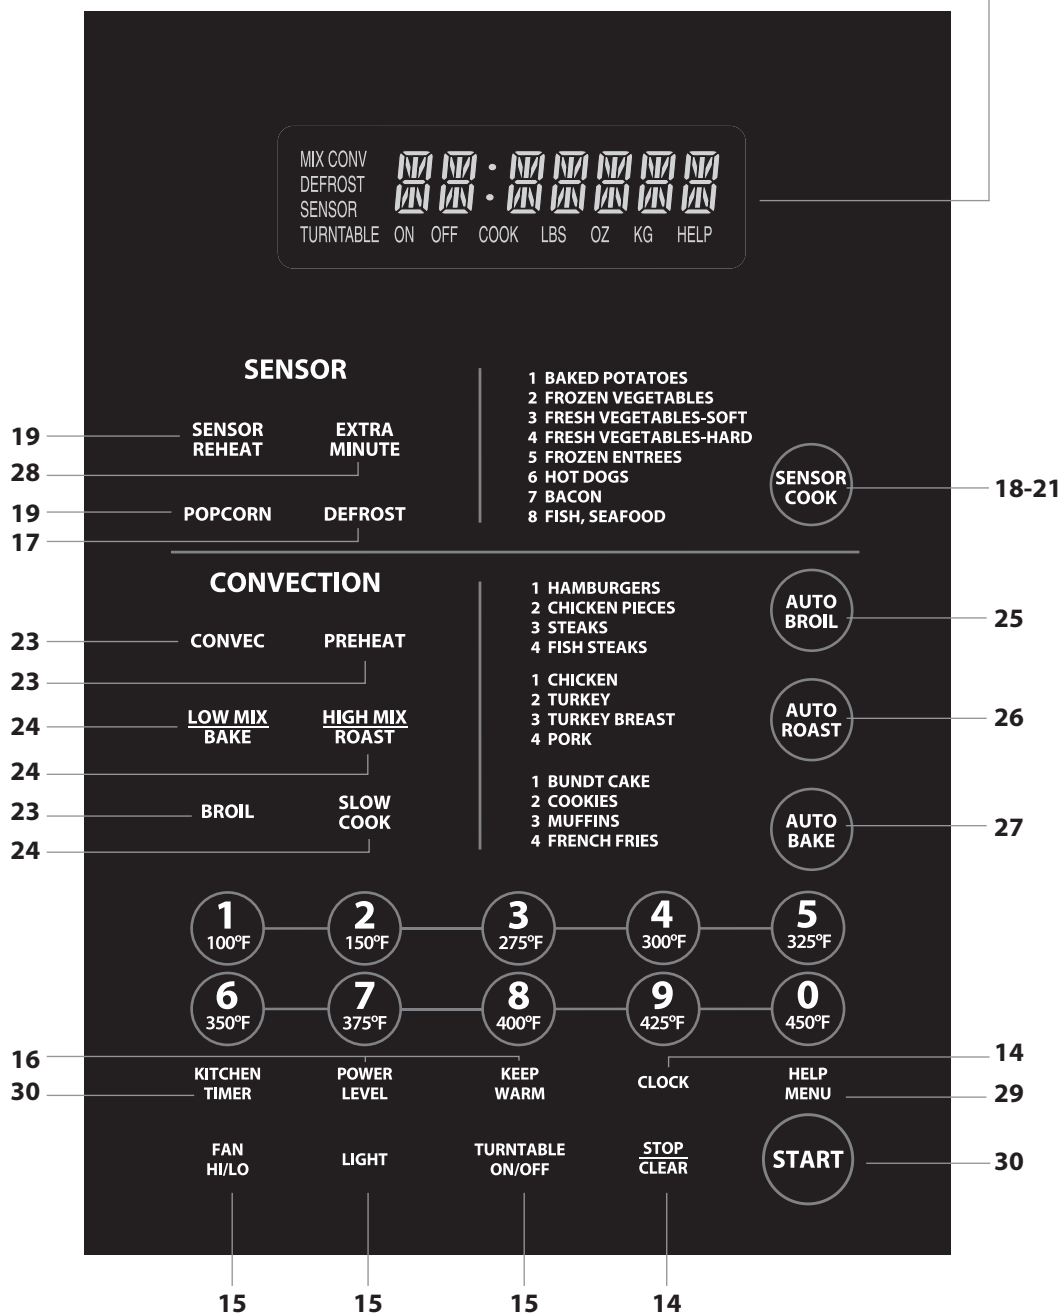 MIX CONV
DEFROST
SENSOR
TURNTABLE ON OFF COOK LBS OZ KG HELP
SENSOR
SENSOR
REHEAT
EXTRA
MINUTE
POPCORN
DEFROST
19
28
19
17
1 BAKED POTATOES
2 FROZEN VEGETABLES
3 FRESH VEGETABLES-SOFT
4 FRESH VEGETABLES-HARD
5 FROZEN ENTREES
6 HOT DOGS
7 BACON
8 FISH, SEAFOOD
SENSOR
COOK
18-21
CONVECTION
CONVEC
PREHEAT
LOW MIX
BAKE
HIGH MIX
ROAST
BROIL
SLOW
COOK
23
23
24
24
23
24
1 HAMBURGERS
2 CHICKEN PIECES
3 STEAKS
4 FISH STEAKS
AUTO
BROIL
25
1 CHICKEN
2 TURKEY
3 TURKEY BREAST
4 PORK
AUTO
ROAST
26
1 BUNDT CAKE
2 COOKIES
3 MUFFINS
4 FRENCH FRIES
AUTO
BAKE
27
1
100°F
2
150°F
3
275°F
4
300°F
5
325°F
6
350°F
7
375°F
8
400°F
9
425°F
0
450°F
16
30
KITCHEN
TIMER
POWER
LEVEL
KEEP
WARM
CLOCK
HELP
MENU
14
29
FAN
HI/LO
LIGHT
TURNTABLE
ON/OFF
STOP
CLEAR
START
30
15
15
15
14